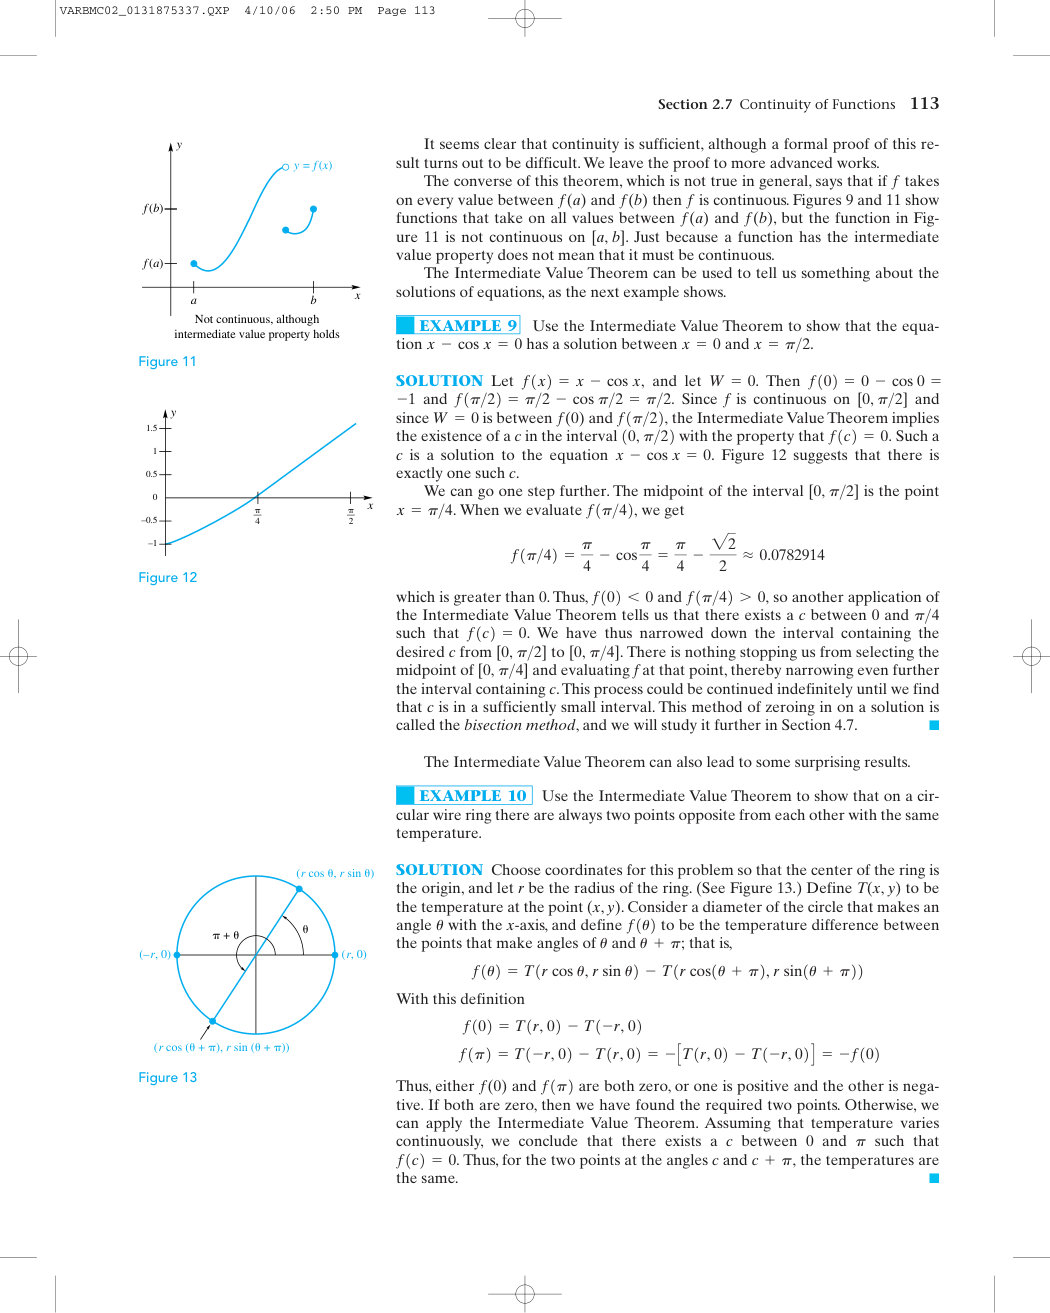 VARBMC02_0131875337.QXP 4/10/06 2:50 PM Page 113
Section 2.7 Continuity of Functions 113
It seems clear that continuity is sufficient, although a formal proof of this re-
sult turns out to be difficult. We leave the proof to more advanced works.
The converse of this theorem, which is not true in general, says that if f takes
on every value between f(a) and f(b) then f is continuous. Figures 9 and 11 show
functions that take on all values between f(a) and f(b), but the function in Fig-
ure 11 is not continuous on [a, b]. Just because a function has the intermediate
value property does not mean that it must be continuous.
The Intermediate Value Theorem can be used to tell us something about the
solutions of equations, as the next example shows.
y
y = f(x)
f(b)
f(a)
a
b
x
Not continuous, although
intermediate value property holds
Figure 11
EXAMPLE 9 Use the Intermediate Value Theorem to show that the equa-
tion x − cos x = 0 has a solution between x = 0 and x = π/2.
SOLUTION Let f(x) = x − cos x, and let W = 0. Then f(0) = 0 − cos 0 =
−1 and f(π/2) = π/2 − cos π/2 = π/2. Since f is continuous on [0, π/2] and
since W = 0 is between f(0) and f(π/2), the Intermediate Value Theorem implies
the existence of a c in the interval (0, π/2) with the property that f(c) = 0. Such a
c is a solution to the equation x − cos x = 0. Figure 12 suggests that there is
exactly one such c.
We can go one step further. The midpoint of the interval [0, π/2] is the point
x = π/4. When we evaluate f(π/4), we get
f(π/4) = π/4 − cos π/4 = π/4 − √2/2 ≈ 0.0782914
y
1.5
1
0.5
0
−0.5
−1
π/4
π/2
x
Figure 12
which is greater than 0. Thus, f(0) < 0 and f(π/4) > 0, so another application of
the Intermediate Value Theorem tells us that there exists a c between 0 and π/4
such that f(c) = 0. We have thus narrowed down the interval containing the
desired c from [0, π/2] to [0, π/4]. There is nothing stopping us from selecting the
midpoint of [0, π/4] and evaluating f at that point, thereby narrowing even further
the interval containing c. This process could be continued indefinitely until we find
that c is in a sufficiently small interval. This method of zeroing in on a solution is
called the bisection method, and we will study it further in Section 4.7.
The Intermediate Value Theorem can also lead to some surprising results.
EXAMPLE 10 Use the Intermediate Value Theorem to show that on a cir-
cular wire ring there are always two points opposite from each other with the same
temperature.
SOLUTION Choose coordinates for this problem so that the center of the ring is
the origin, and let r be the radius of the ring. (See Figure 13.) Define T(x, y) to be
the temperature at the point (x, y). Consider a diameter of the circle that makes an
angle θ with the x-axis, and define f(θ) to be the temperature difference between
the points that make angles of θ and θ + π; that is,
f(θ) = T(r cos θ, r sin θ) − T(r cos(θ + π), r sin(θ + π))
With this definition
f(0) = T(r, 0) − T(−r, 0)
f(π) = T(−r, 0) − T(r, 0) = −[T(r, 0) − T(−r, 0)] = −f(0)
(r cos θ, r sin θ)
θ
π + θ
(−r, 0)
(r, 0)
(r cos (θ + π), r sin (θ + π))
Figure 13
Thus, either f(0) and f(π) are both zero, or one is positive and the other is nega-
tive. If both are zero, then we have found the required two points. Otherwise, we
can apply the Intermediate Value Theorem. Assuming that temperature varies
continuously, we conclude that there exists a c between 0 and π such that
f(c) = 0. Thus, for the two points at the angles c and c + π, the temperatures are
the same.